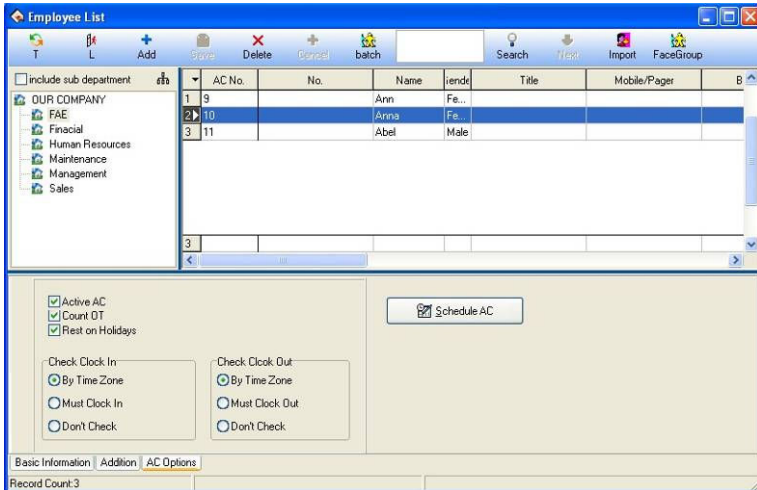 Employee List
T L Add Save Delete Cancel batch Search Next Import FaceGroup
include sub department
OUR COMPANY
FAE
Finacial
Human Resources
Maintenance
Management
Sales
AC No. No. Name iende Title Mobile/Pager B
1 9 Ann Fe...
2 10 Anna Fe...
3 11 Abel Male
3
Active AC
Count OT
Rest on Holidays
Schedule AC
Check Clock In
By Time Zone
Must Clock In
Don't Check
Check Clcok Out
By Time Zone
Must Clock Out
Don't Check
Basic Information Addition AC Options
Record Count:3